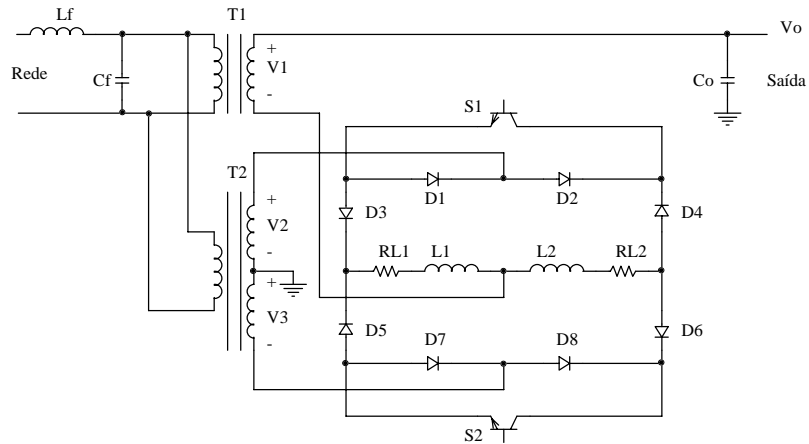 Lf
T1
Vo
+
V1
-
Rede
Cf
Co
Saída
S1
T2
+
V2
-
D1
D2
D3
D4
RL1
L1
L2
RL2
+
V3
-
D5
D7
D8
D6
S2